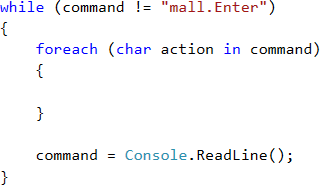 while (command != "mall.Enter")
{
    foreach (char action in command)
    {

    }

    command = Console.ReadLine();
}